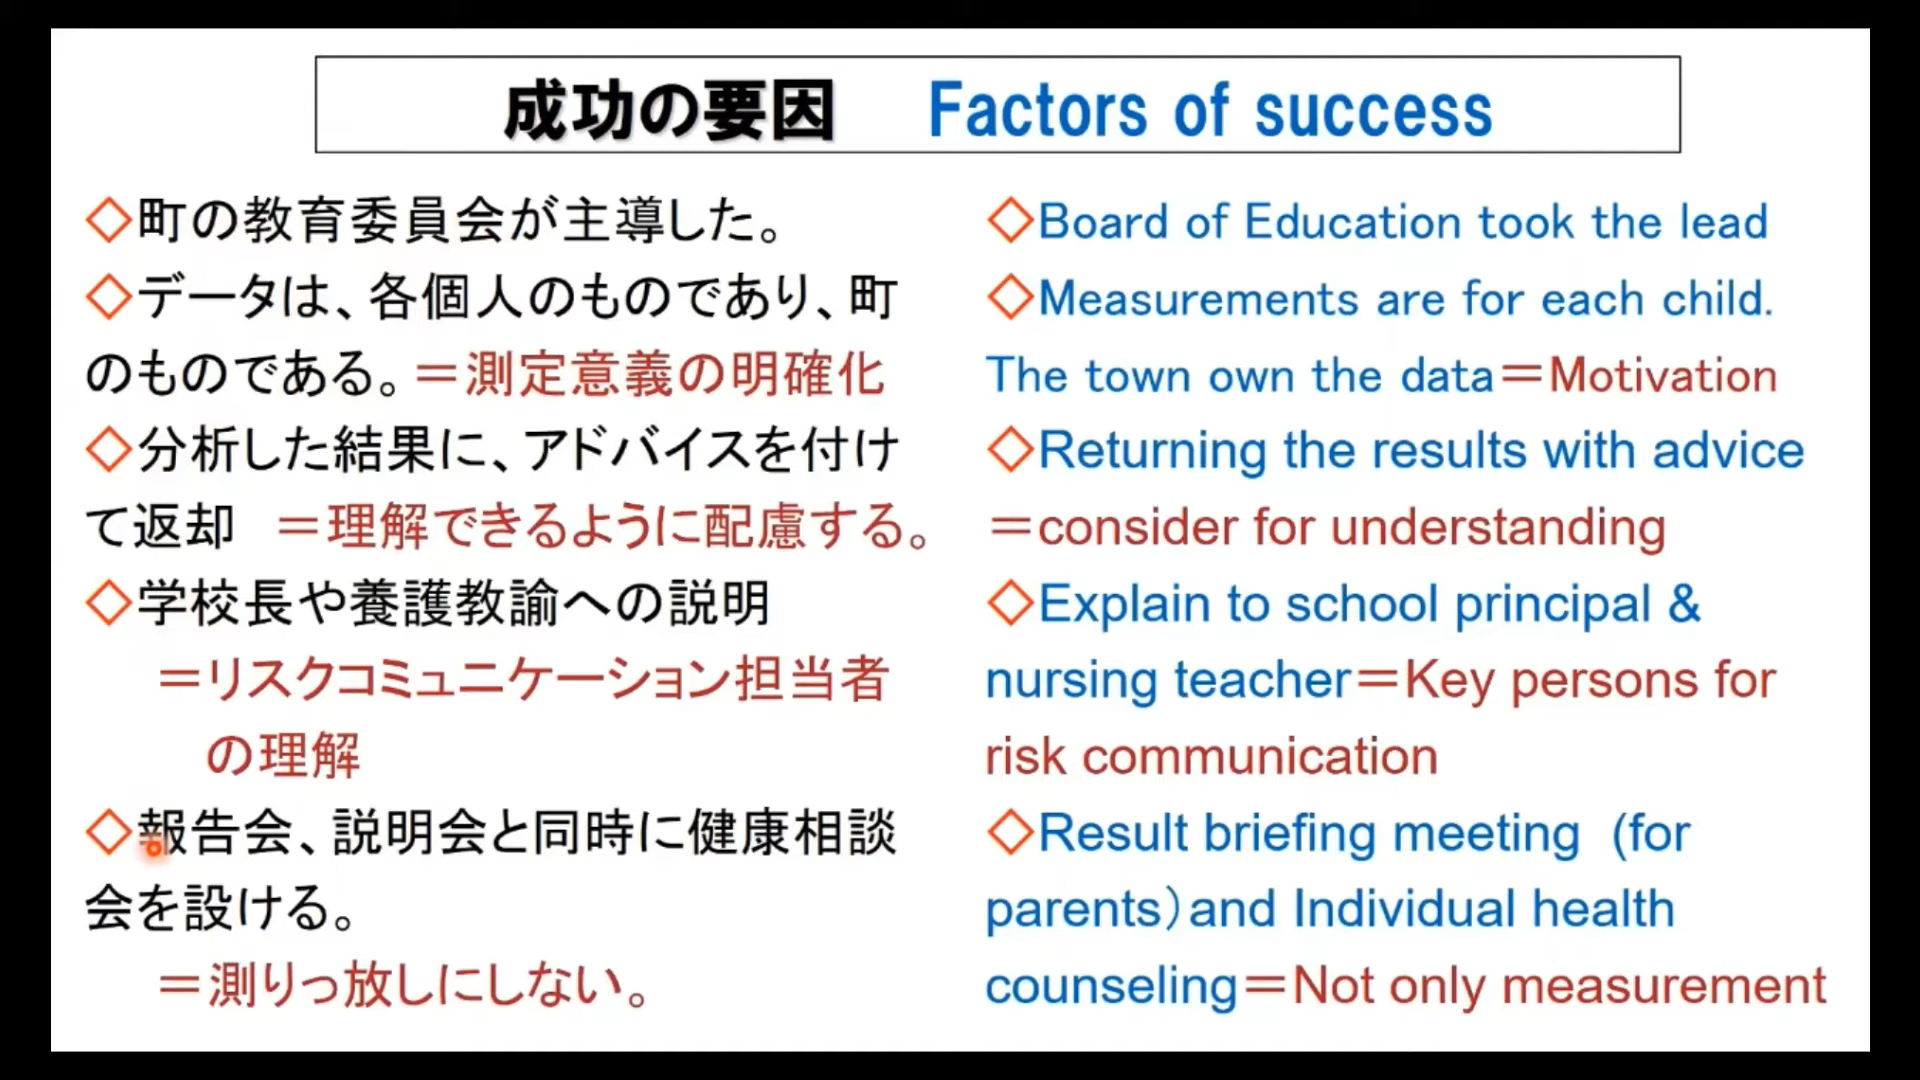 成功の要因 Factors of success
◇町の教育委員会が主導した。
◇データは、各個人のものであり、町
のものである。＝測定意義の明確化
◇分析した結果に、アドバイスを付け
て返却 ＝理解できるように配慮する。
◇学校長や養護教諭への説明
＝リスクコミュニケーション担当者
の理解
◇報告会、説明会と同時に健康相談
会を設ける。
＝測りっ放しにしない。
◇Board of Education took the lead
◇Measurements are for each child.
The town own the data＝Motivation
◇Returning the results with advice
＝consider for understanding
◇Explain to school principal &
nursing teacher＝Key persons for
risk communication
◇Result briefing meeting (for
parents）and Individual health
counseling＝Not only measurement